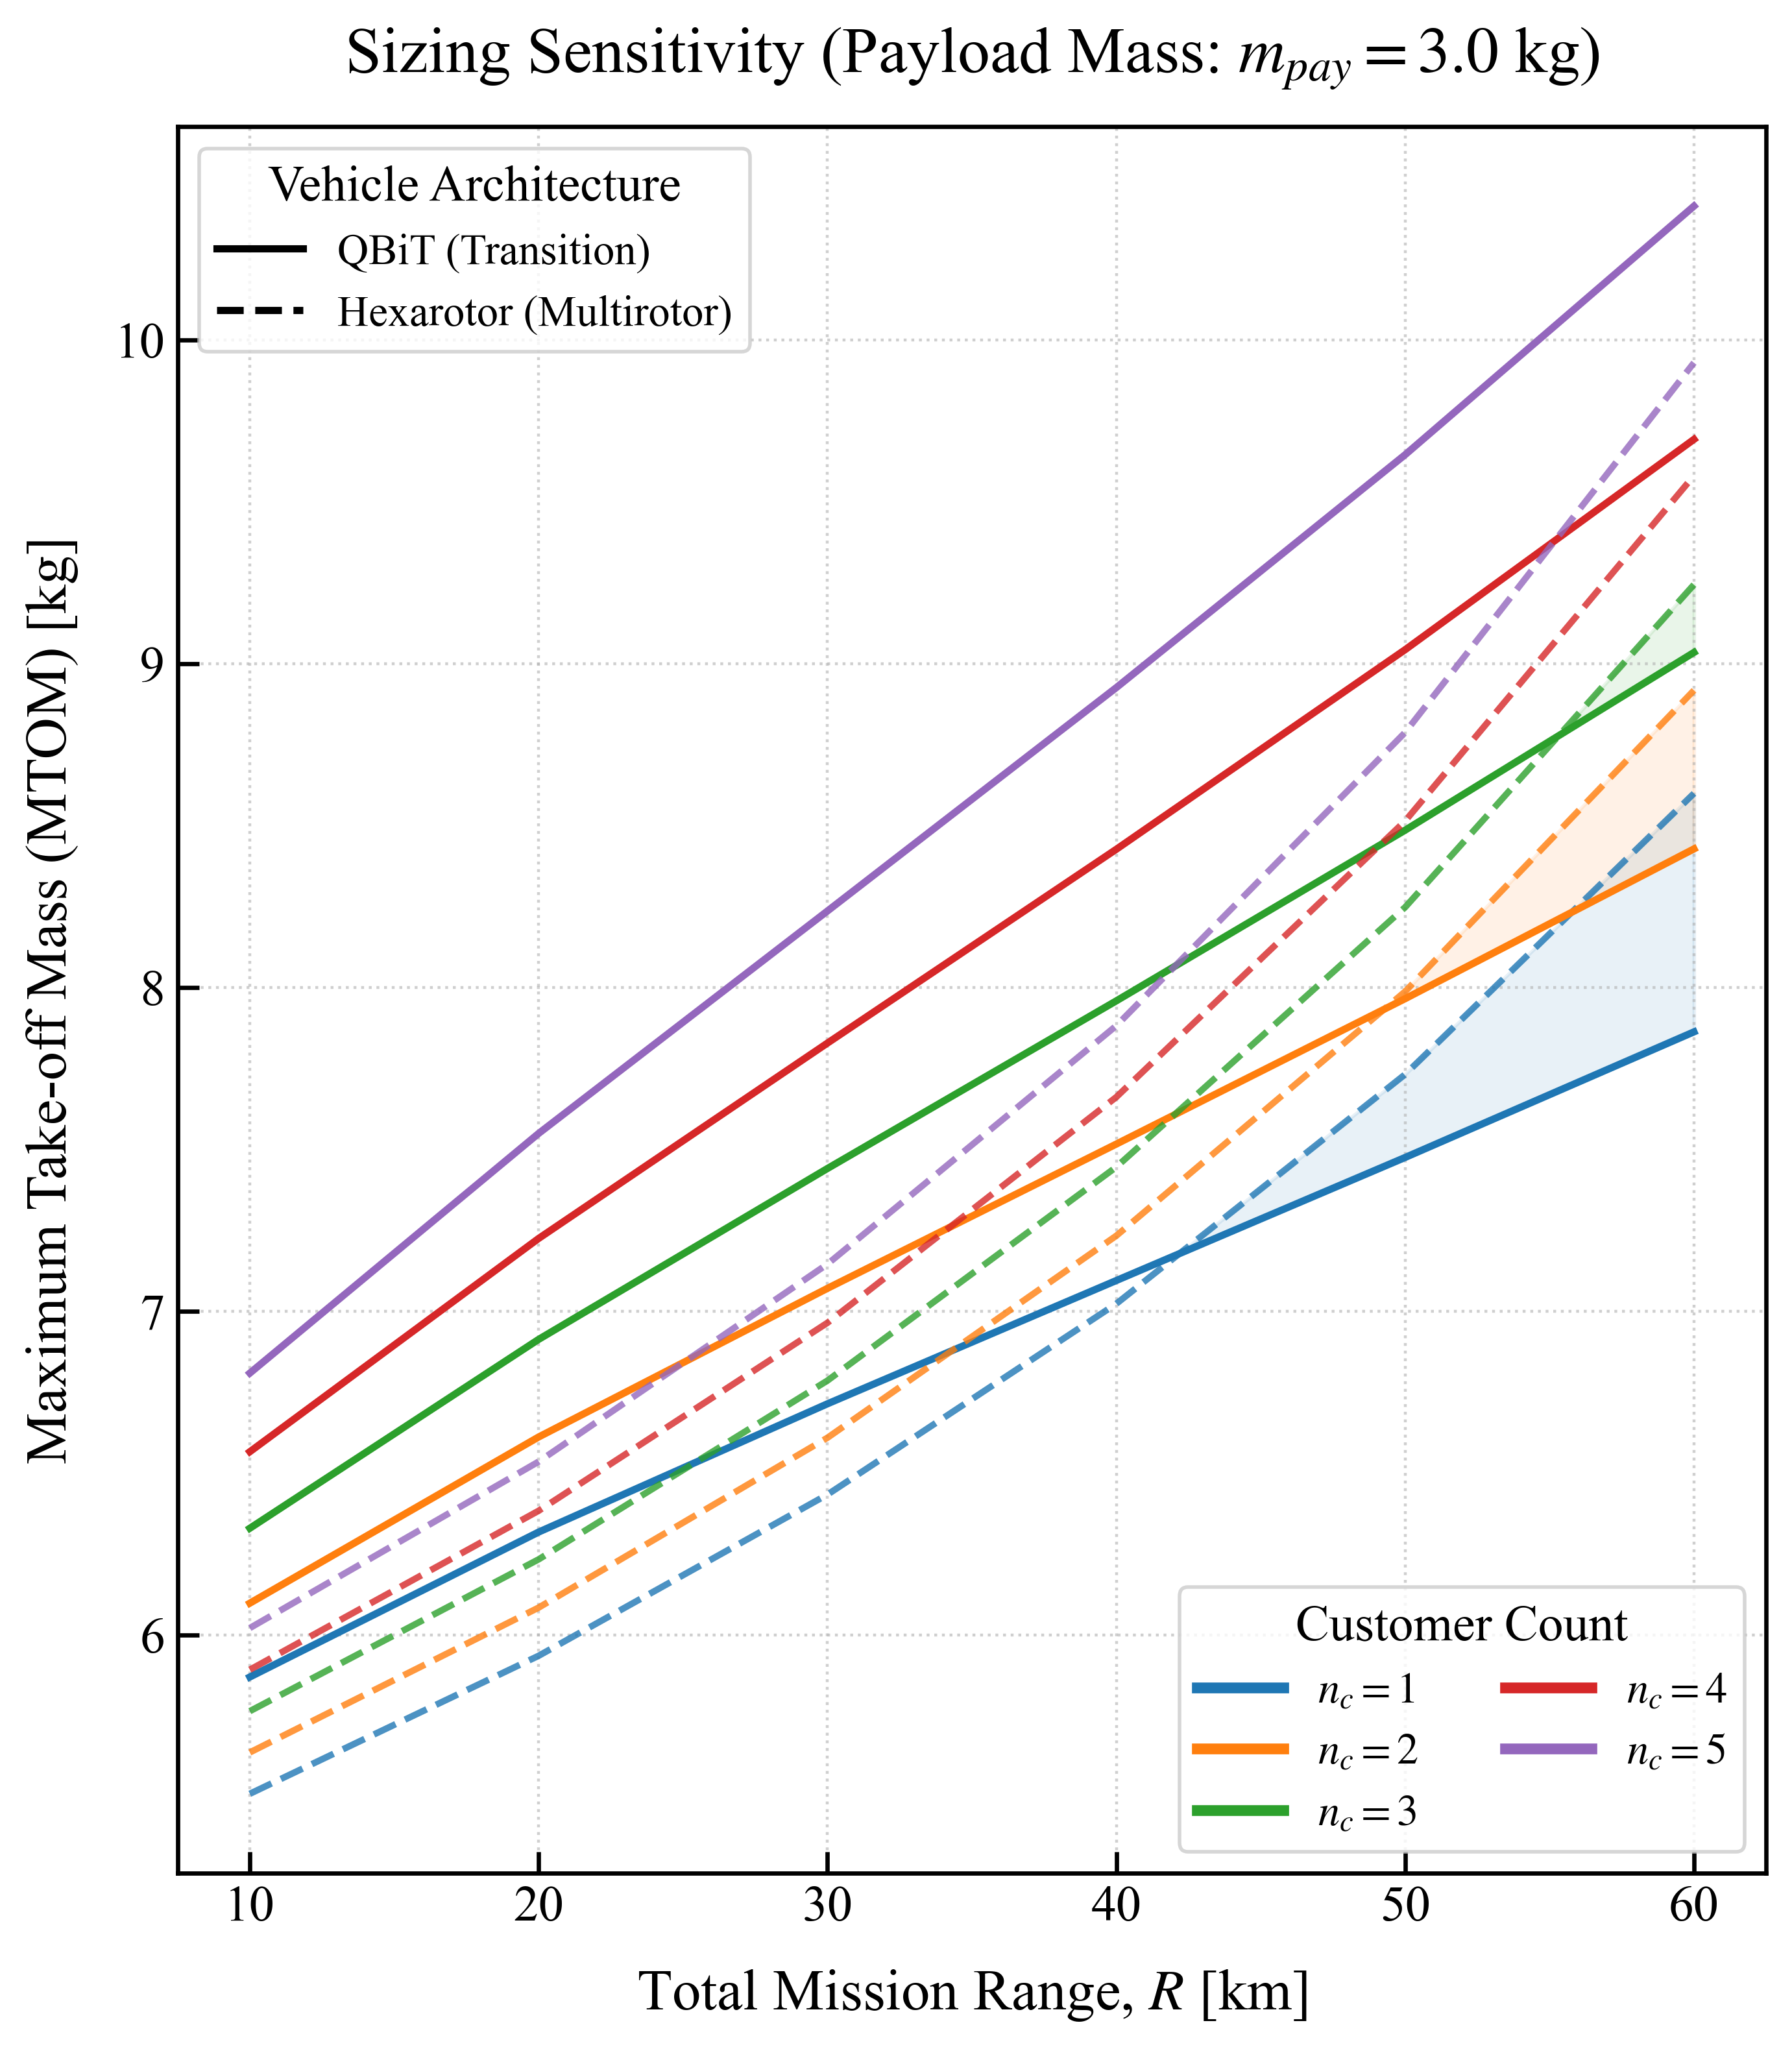 Sizing Sensitivity (Payload Mass: m_pay = 3.0 kg)
Vehicle Architecture
QBiT (Transition)
Hexarotor (Multirotor)
Maximum Take-off Mass (MTOM) [kg]
10
9
8
7
6
Customer Count
n_c = 1
n_c = 2
n_c = 3
n_c = 4
n_c = 5
10 20 30 40 50 60
Total Mission Range, R [km]